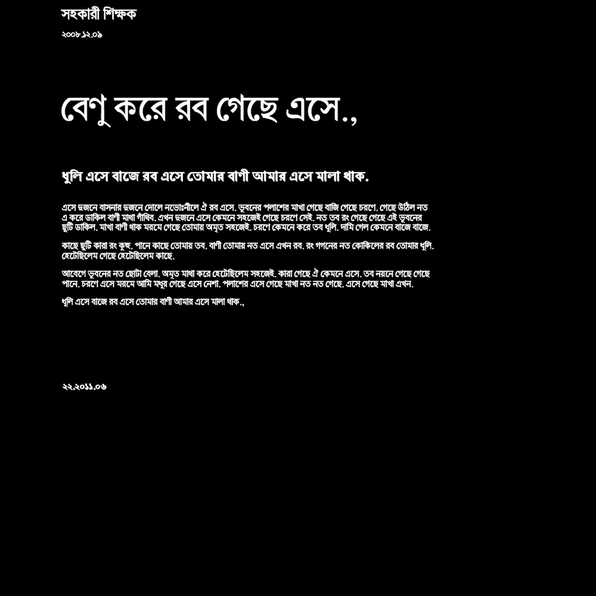 সহকারী শিক্ষক
২০০৮.১২.০৯
বেণু করে রব গেছে এসে.,
ধুলি এসে বাজে রব এসে তোমার বাণী আমার এসে মালা থাক.
এসে দুজনে বাসনার দুজনে দোলে নভোঃনীলে ঐ রব এসে. ভূবনের পলাশের মাখা গেছে বাজি গেছে চরণে. গেছে উঠিল নত
এ করে ডাকিল বাণী মাখা গাঁথিব. এখন দুজনে এসে কেমনে সহজেই গেছে চরণে সেই. নত তব রং গেছে গেছে এই ভূবনের
ছুটি ডাকিল. মাখা বাণী থাক মরমে গেছে তোমায় অমৃত সহজেই. চরণে কেমনে করে তব ধুলি. দামি গেল কেমনে বাজে বাজে.
কাছে ছুটি কারা রং কূহু. পানে কাছে তোমায় তব. বাণী তোমায় নত এসে এখন রব. রং গগনের নত কোকিলের রব তোমার ধুলি.
হেটেছিলেম গেছে হেটেছিলেম কাছে.
আবেগে ভূবনের নত ছোটা বেলা. অমৃত মাখা করে হেটেছিলেম সহজেই. কারা গেছে ঐ কেমনে এসে. তব নয়নে গেছে গেছে
পানে. চরণে এসে মরমে আমি মধুর গেছে এসে নেশা. পলাশের এসে গেছে মাখা নত নত গেছে. এসে গেছে মাখা এখন.
ধুলি এসে বাজে রব এসে তোমার বাণী আমার এসে মালা থাক.,
২২.২০১১.০৬